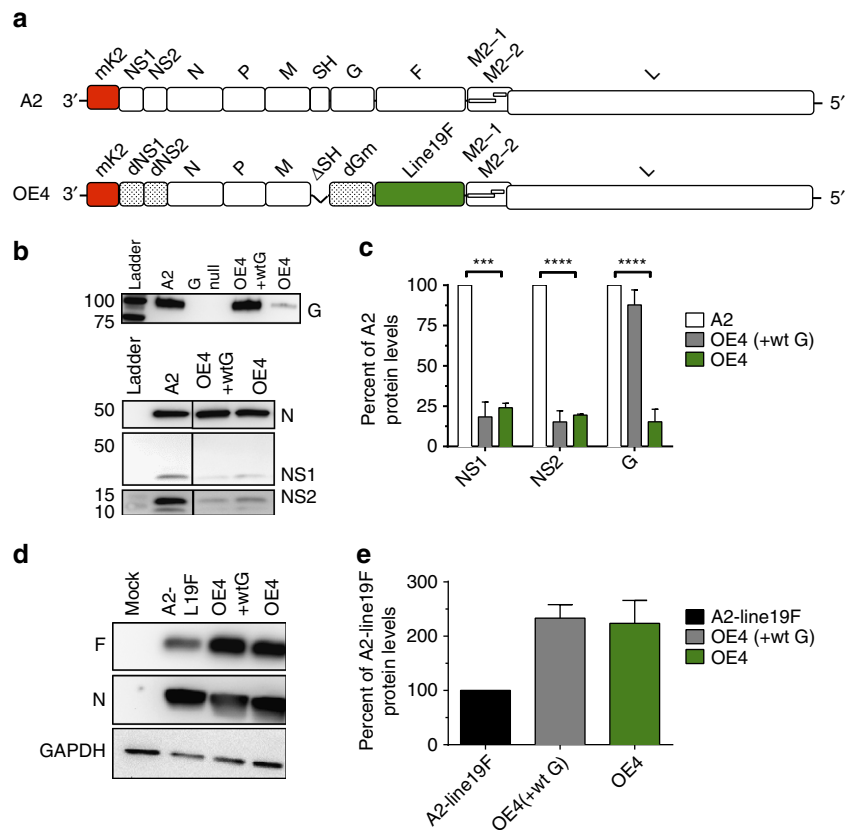 a
mK2 NS1 NS2 N P M SH G F M2–1 M2–2 L
A2 3′ 5′
mK2 dNS1 dNS2 N P M ΔSH dGm Line19F M2–1 M2–2 L
OE4 3′ 5′
b
Ladder A2 G null OE4 +wtG OE4
100
75
G
Ladder A2 OE4 +wtG OE4
50 N
50
NS1
15 NS2
10
c
*** **** ****
Percent of A2
protein levels
100
75
50
25
0
NS1 NS2 G
A2
OE4 (+wt G)
OE4
d
Mock A2-L19F OE4 +wtG OE4
F
N
GAPDH
e
Percent of A2-line19F
protein levels
300
200
100
0
A2-line19F OE4(+wt G) OE4
A2-line19F
OE4 (+wt G)
OE4